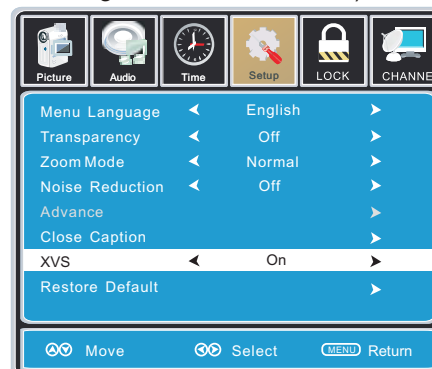 Picture Audio Time Setup LOCK CHANNE
Menu Language English
Transparency Off
Zoom Mode Normal
Noise Reduction Off
Advance
Close Caption
XVS On
Restore Default
Move Select MENU Return